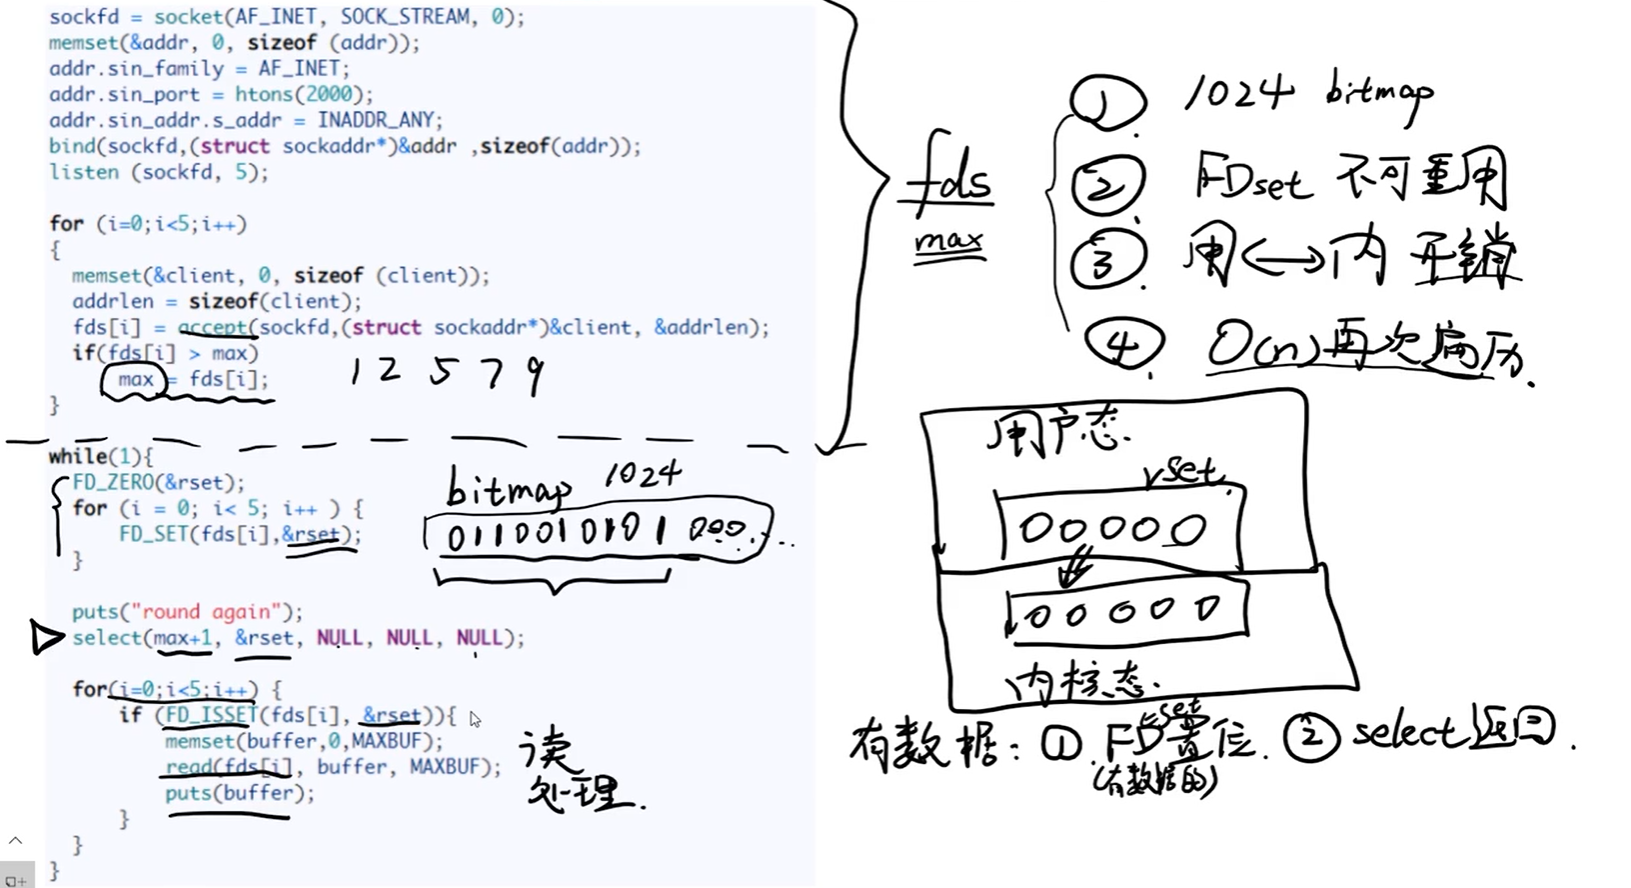 sockfd = socket(AF_INET, SOCK_STREAM, 0);
memset(&addr, 0, sizeof (addr));
addr.sin_family = AF_INET;
addr.sin_port = htons(2000);
addr.sin_addr.s_addr = INADDR_ANY;
bind(sockfd,(struct sockaddr*)&addr ,sizeof(addr));
listen (sockfd, 5);
for (i=0;i<5;i++)
{
memset(&client, 0, sizeof (client));
addrlen = sizeof(client);
fds[i] = accept(sockfd,(struct sockaddr*)&client, &addrlen);
if(fds[i] > max)
max = fds[i];
}
1 2 5 7 9
while(1){
FD_ZERO(&rset);
for (i = 0; i< 5; i++ ) {
FD_SET(fds[i],&rset);
}
bitmap 1024
0110010101 000...
puts("round again");
select(max+1, &rset, NULL, NULL, NULL);
for(i=0;i<5;i++) {
if (FD_ISSET(fds[i], &rset)){
memset(buffer,0,MAXBUF);
read(fds[i], buffer, MAXBUF);
puts(buffer);
}
}
}
读
处理.
fds
max
① 1024 bitmap
② FDset 不可重用
③ 用<->内 开销
④ O(n)再次遍历.
用户态.
rset.
00000
00000
内核态.
有数据: ① FD置位. ② select返回.
rset
(有数据的)